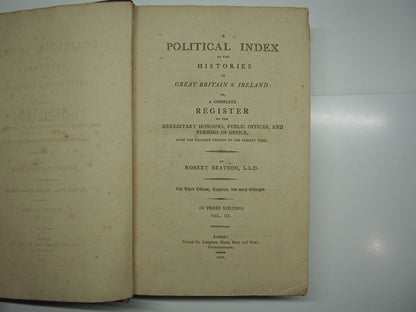 A
POLITICAL INDEX
TO THE
HISTORIES
OF
GREAT BRITAIN & IRELAND:
OR,
A COMPLETE
REGISTER
OF THE
HEREDITARY HONOURS, PUBLIC OFFICES, AND
PERSONS IN OFFICE,
FROM THE EARLIEST PERIODS TO THE PRESENT TIME.
BY
ROBERT BEATSON, L.L.D.
The Third Edition, Corrected, and much Enlarged.
IN THREE VOLUMES.
VOL. III.
London:
Printed for Longman, Hurst, Rees, and Orme,
Paternoster-row.